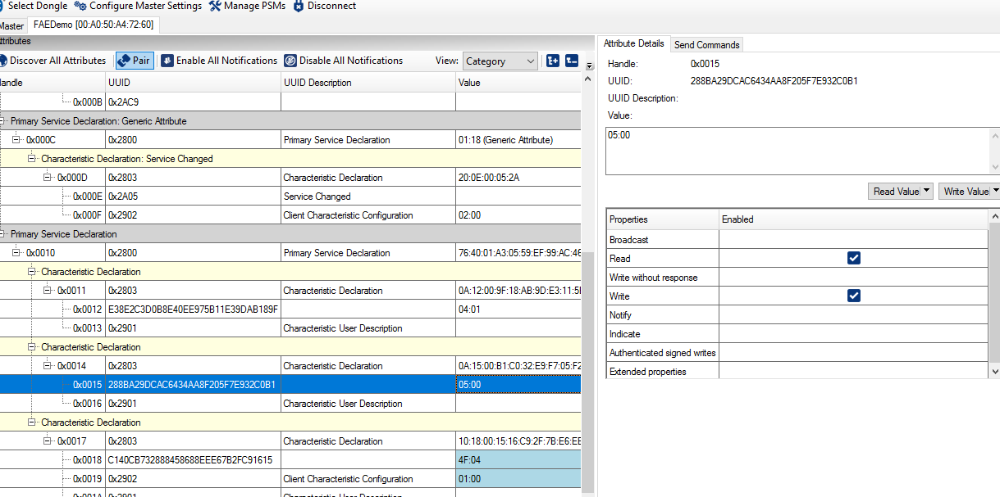 Select Dongle Configure Master Settings Manage PSMs Disconnect
Master FAEDemo [00:A0:50:A4:72:60]
ttributes
Discover All Attributes Pair Enable All Notifications Disable All Notifications View: Category
andle UUID UUID Description Value
0x000B 0x2AC9
Primary Service Declaration: Generic Attribute
0x000C 0x2800 Primary Service Declaration 01:18 (Generic Attribute)
Characteristic Declaration: Service Changed
0x000D 0x2803 Characteristic Declaration 20:0E:00:05:2A
0x000E 0x2A05 Service Changed
0x000F 0x2902 Client Characteristic Configuration 02:00
Primary Service Declaration
0x0010 0x2800 Primary Service Declaration 76:40:01:A3:05:59:EF:99:AC:46
Characteristic Declaration
0x0011 0x2803 Characteristic Declaration 0A:12:00:9F:18:AB:9D:E3:11:5
0x0012 E38E2C3D0B8E40EE975B11E39DAB189F 04:01
0x0013 0x2901 Characteristic User Description
Characteristic Declaration
0x0014 0x2803 Characteristic Declaration 0A:15:00:B1:C0:32:E9:F7:05:F2
0x0015 288BA29DCAC6434AA8F205F7E932C0B1 05:00
0x0016 0x2901 Characteristic User Description
Characteristic Declaration
0x0017 0x2803 Characteristic Declaration 10:18:00:15:16:C9:2F:7B:E6:EE
0x0018 C140CB732888458688EEE67B2FC91615 4F:04
0x0019 0x2902 Client Characteristic Configuration 01:00
0x001A 0x2901 Characteristic User Description
Attribute Details Send Commands
Handle: 0x0015
UUID: 288BA29DCAC6434AA8F205F7E932C0B1
UUID Description:
Value:
05:00
Read Value Write Value
Properties Enabled
Broadcast
Read
Write without response
Write
Notify
Indicate
Authenticated signed writes
Extended properties